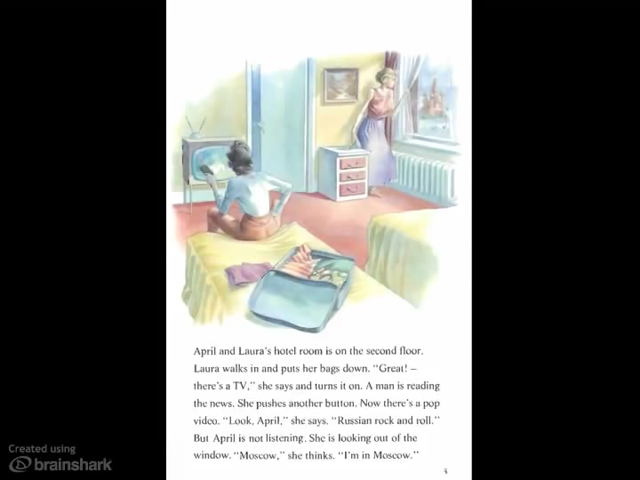 April and Laura's hotel room is on the second floor.
Laura walks in and puts her bags down. "Great! –
there's a TV," she says and turns it on. A man is reading
the news. She pushes another button. Now there's a pop
video. "Look, April," she says. "Russian rock and roll."
But April is not listening. She is looking out of the
window. "Moscow," she thinks. "I'm in Moscow."
Created using
brainshark